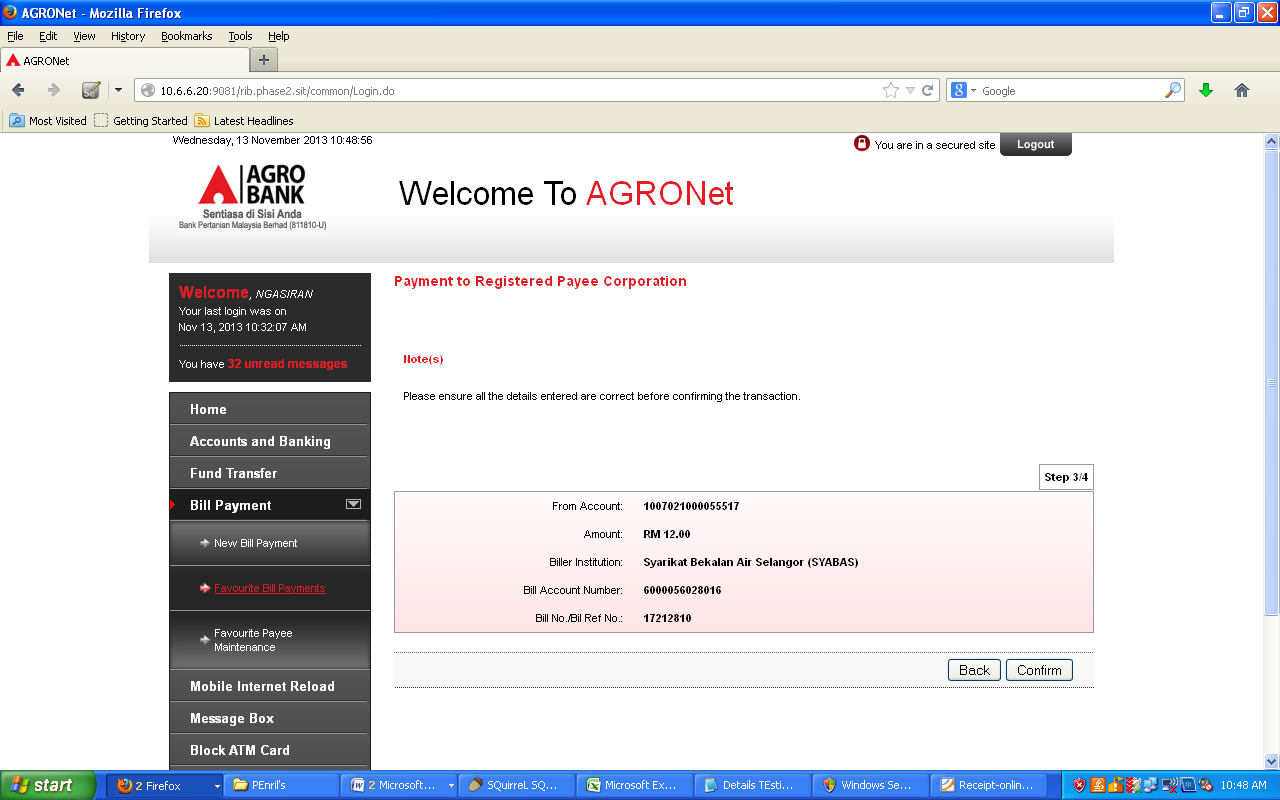 AGRONet - Mozilla Firefox
File Edit View History Bookmarks Tools Help
AGRONet
10.6.6.20:9081/rib.phase2.sit/common/Login.do
Google
Most Visited Getting Started Latest Headlines
Wednesday, 13 November 2013 10:48:56
You are in a secured site Logout
AGRO
BANK
Sentiasa di Sisi Anda
Bank Pertanian Malaysia Berhad (811810-U)
Welcome To AGRONet
Welcome, NGASIRAN
Your last login was on
Nov 13, 2013 10:32:07 AM
You have 32 unread messages
Home
Accounts and Banking
Fund Transfer
Bill Payment
New Bill Payment
Favourite Bill Payments
Favourite Payee
Maintenance
Mobile Internet Reload
Message Box
Block ATM Card
Payment to Registered Payee Corporation
Note(s)
Please ensure all the details entered are correct before confirming the transaction.
Step 3/4
From Account: 1007021000055517
Amount: RM 12.00
Biller Institution: Syarikat Bekalan Air Selangor (SYABAS)
Bill Account Number: 6000056028016
Bill No./Bil Ref No.: 17212810
Back Confirm
start 2 Firefox PEnril's 2 Microsoft... SQuirreL SQ... Microsoft Ex... Details TEsti... Windows Se... Receipt-onlin... 10:48 AM